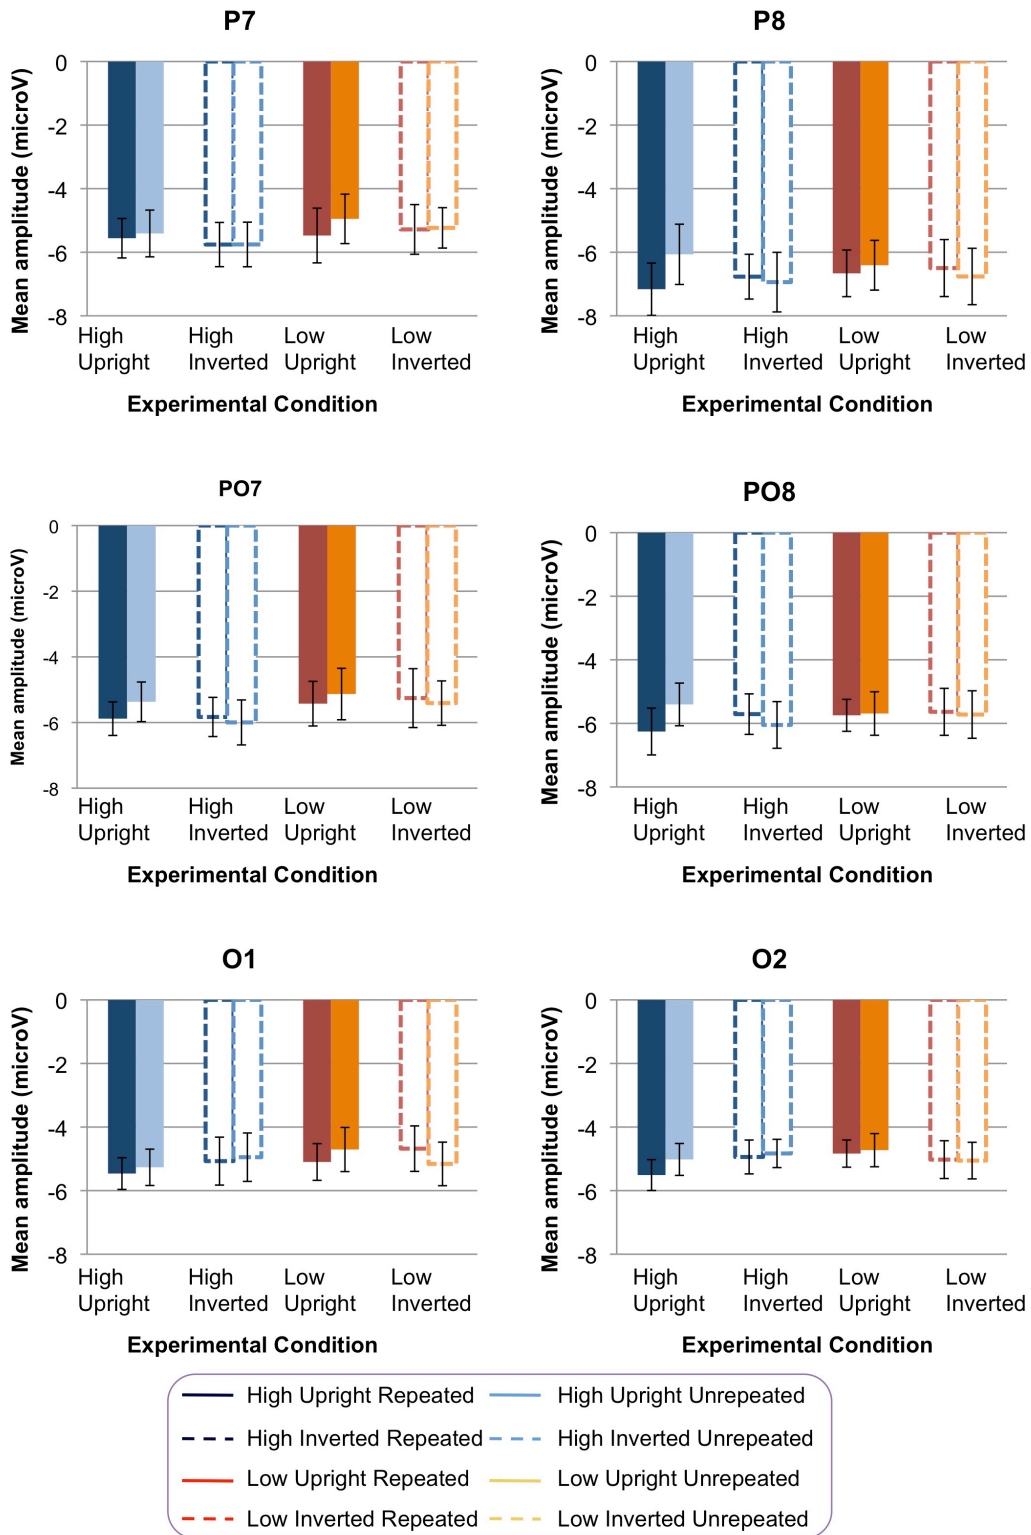 P7
Mean amplitude (microV)
0
-2
-4
-6
-8
High Upright
High Inverted
Low Upright
Low Inverted
Experimental Condition
P8
Mean amplitude (microV)
0
-2
-4
-6
-8
High Upright
High Inverted
Low Upright
Low Inverted
Experimental Condition
PO7
Mean amplitude (microV)
0
-2
-4
-6
-8
High Upright
High Inverted
Low Upright
Low Inverted
Experimental Condition
PO8
Mean amplitude (microV)
0
-2
-4
-6
-8
High Upright
High Inverted
Low Upright
Low Inverted
Experimental Condition
O1
Mean amplitude (microV)
0
-2
-4
-6
-8
High Upright
High Inverted
Low Upright
Low Inverted
Experimental Condition
O2
Mean amplitude (microV)
0
-2
-4
-6
-8
High Upright
High Inverted
Low Upright
Low Inverted
Experimental Condition
High Upright Repeated
High Upright Unrepeated
High Inverted Repeated
High Inverted Unrepeated
Low Upright Repeated
Low Upright Unrepeated
Low Inverted Repeated
Low Inverted Unrepeated